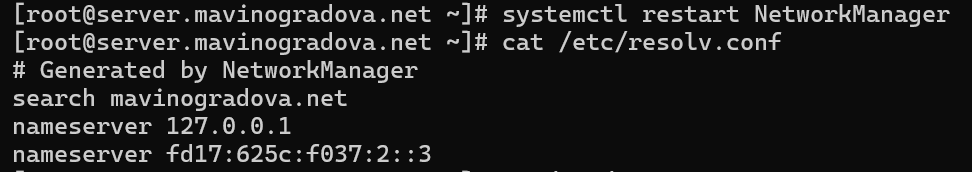 [root@server.mavinogradova.net ~]# systemctl restart NetworkManager
[root@server.mavinogradova.net ~]# cat /etc/resolv.conf
# Generated by NetworkManager
search mavinogradova.net
nameserver 127.0.0.1
nameserver fd17:625c:f037:2::3